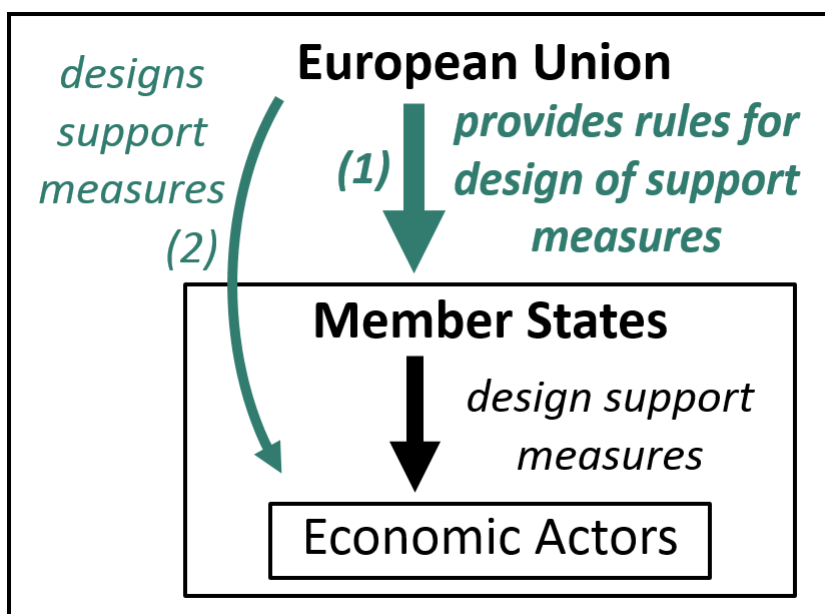 designs
support
measures
(2)
European Union
(1)
provides rules for
design of support
measures
Member States
design support
measures
Economic Actors